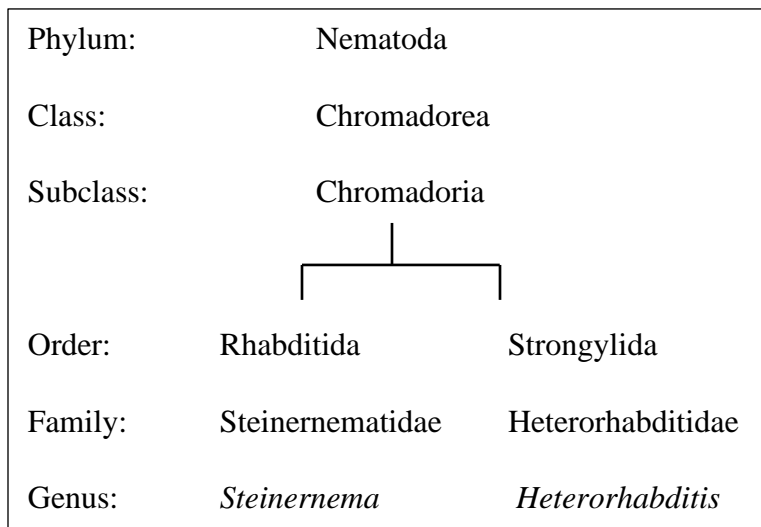 Phylum: Nematoda
Class: Chromadorea
Subclass: Chromadoria
Order: Rhabditida Strongylida
Family: Steinernematidae Heterorhabditidae
Genus: Steinernema Heterorhabditis